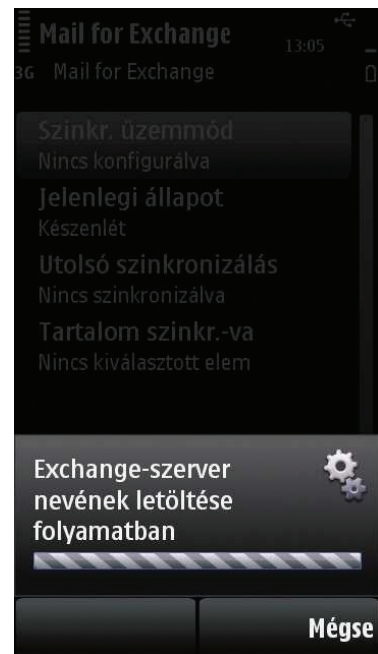 Mail for Exchange
13:05
3G Mail for Exchange
Szinkr. üzemmód
Nincs konfigurálva
Jelenlegi állapot
Készenlét
Utolsó szinkronizálás
Nincs szinkronizálva
Tartalom szinkr.-va
Nincs kiválasztott elem
Exchange-szerver
nevének letöltése
folyamatban
Mégse